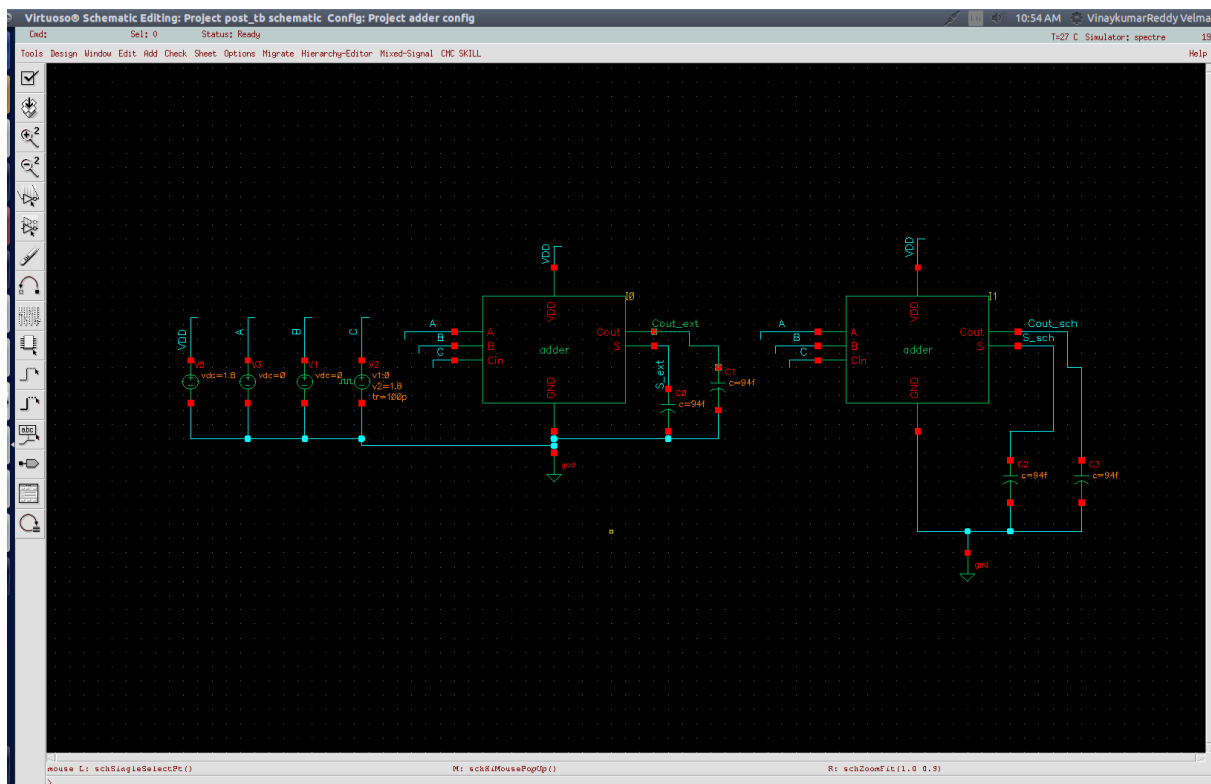 Virtuoso® Schematic Editing: Project post_tb schematic Config: Project adder config
10:54 AM VinaykumarReddy Velma
Cmd: Sel: 0 Status: Ready T=27 C Simulator: spectre 19
Tools Design Window Edit Add Check Sheet Options Migrate Hierarchy-Editor Mixed-Signal CMC SKILL Help
VDD
A
B
C
V0
vdc=1.8
V3
vdc=0
V1
vdc=0
V2
v1:0
v2=1.8
tr=100p
VDD
I0
VDD
A
B
C
A
B
Cin
adder
Cout
S
GND
Cout_ext
S_ext
C0
c=94f
C1
c=94f
gnd
VDD
I1
VDD
A
B
C
A
B
Cin
adder
Cout
S
GND
Cout_sch
S_sch
C2
c=94f
C3
c=94f
gnd
mouse L: schSingleSelectPt() M: schHiMousePopUp() R: schZoomFit(1.0 0.9)
>